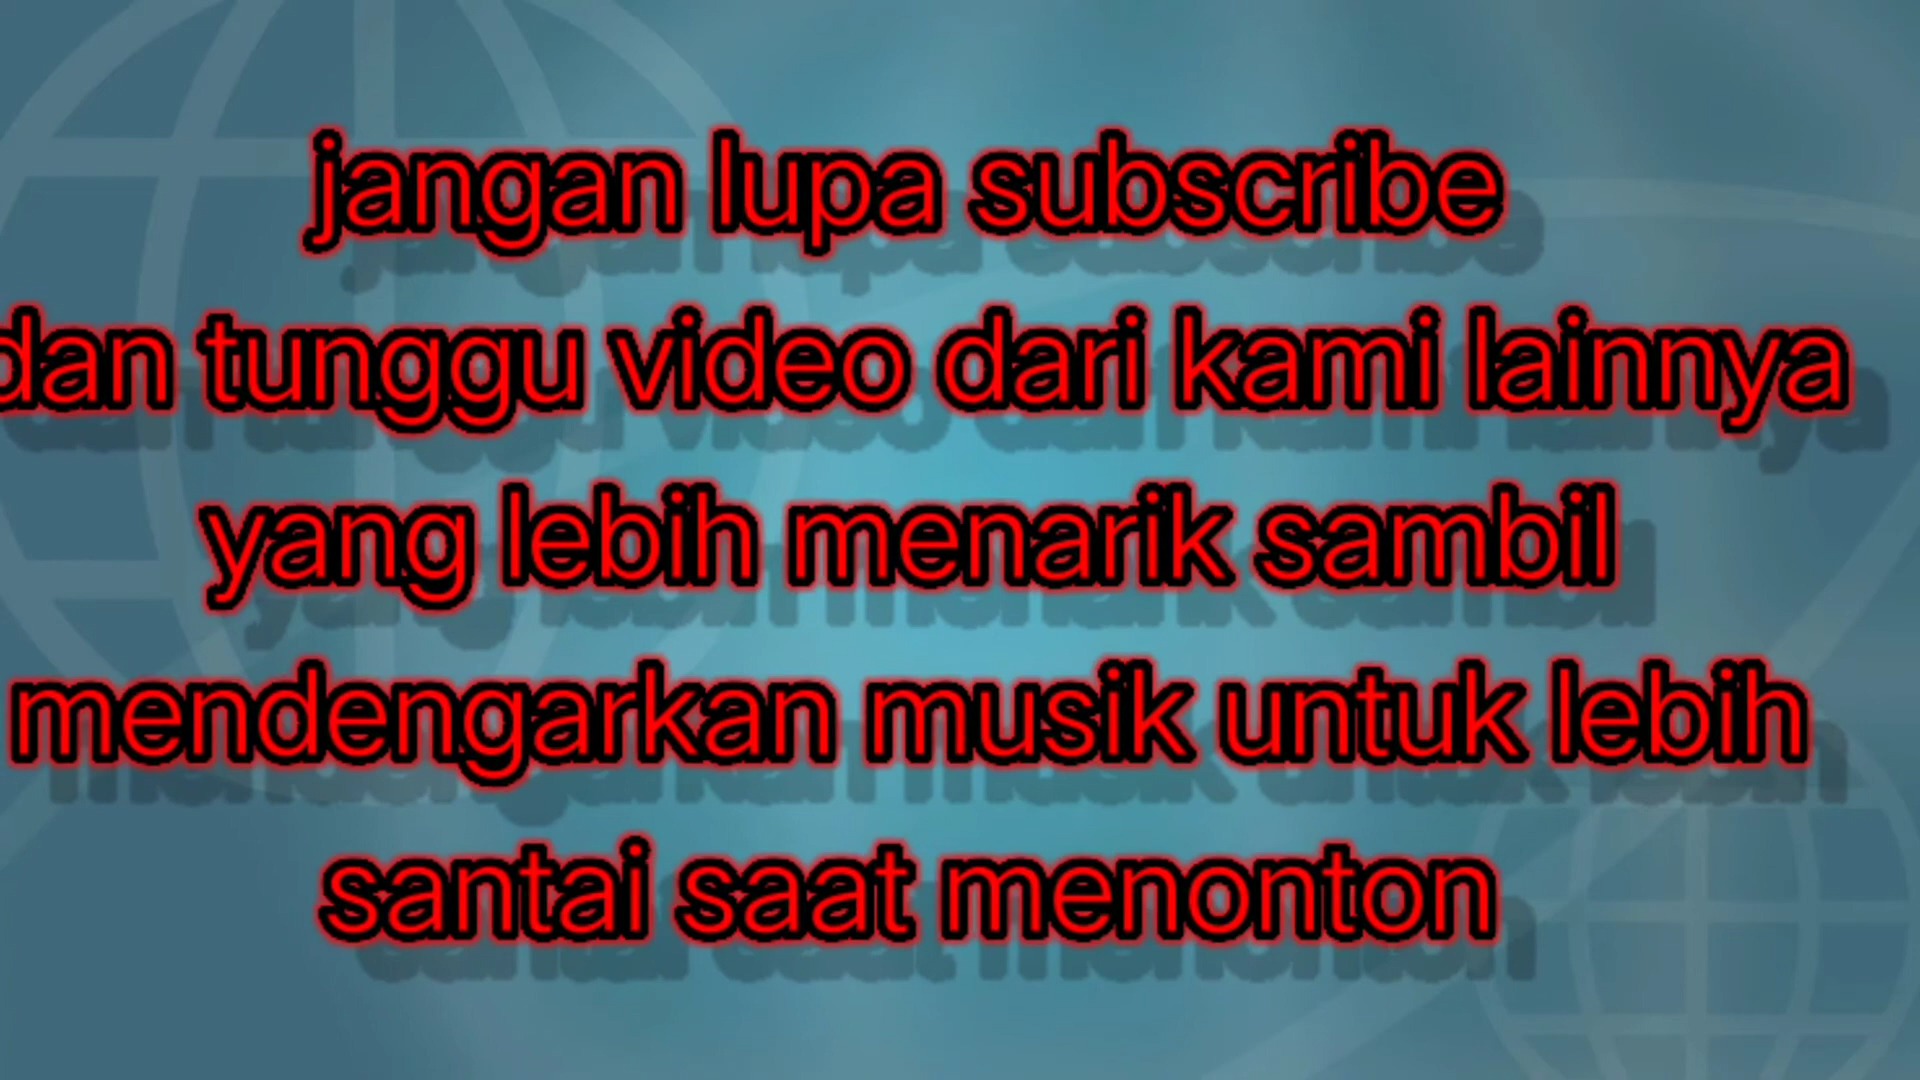 jangan lupa subscribe
dan tunggu video dari kami lainnya
yang lebih menarik sambil
mendengarkan musik untuk lebih
santai saat menonton